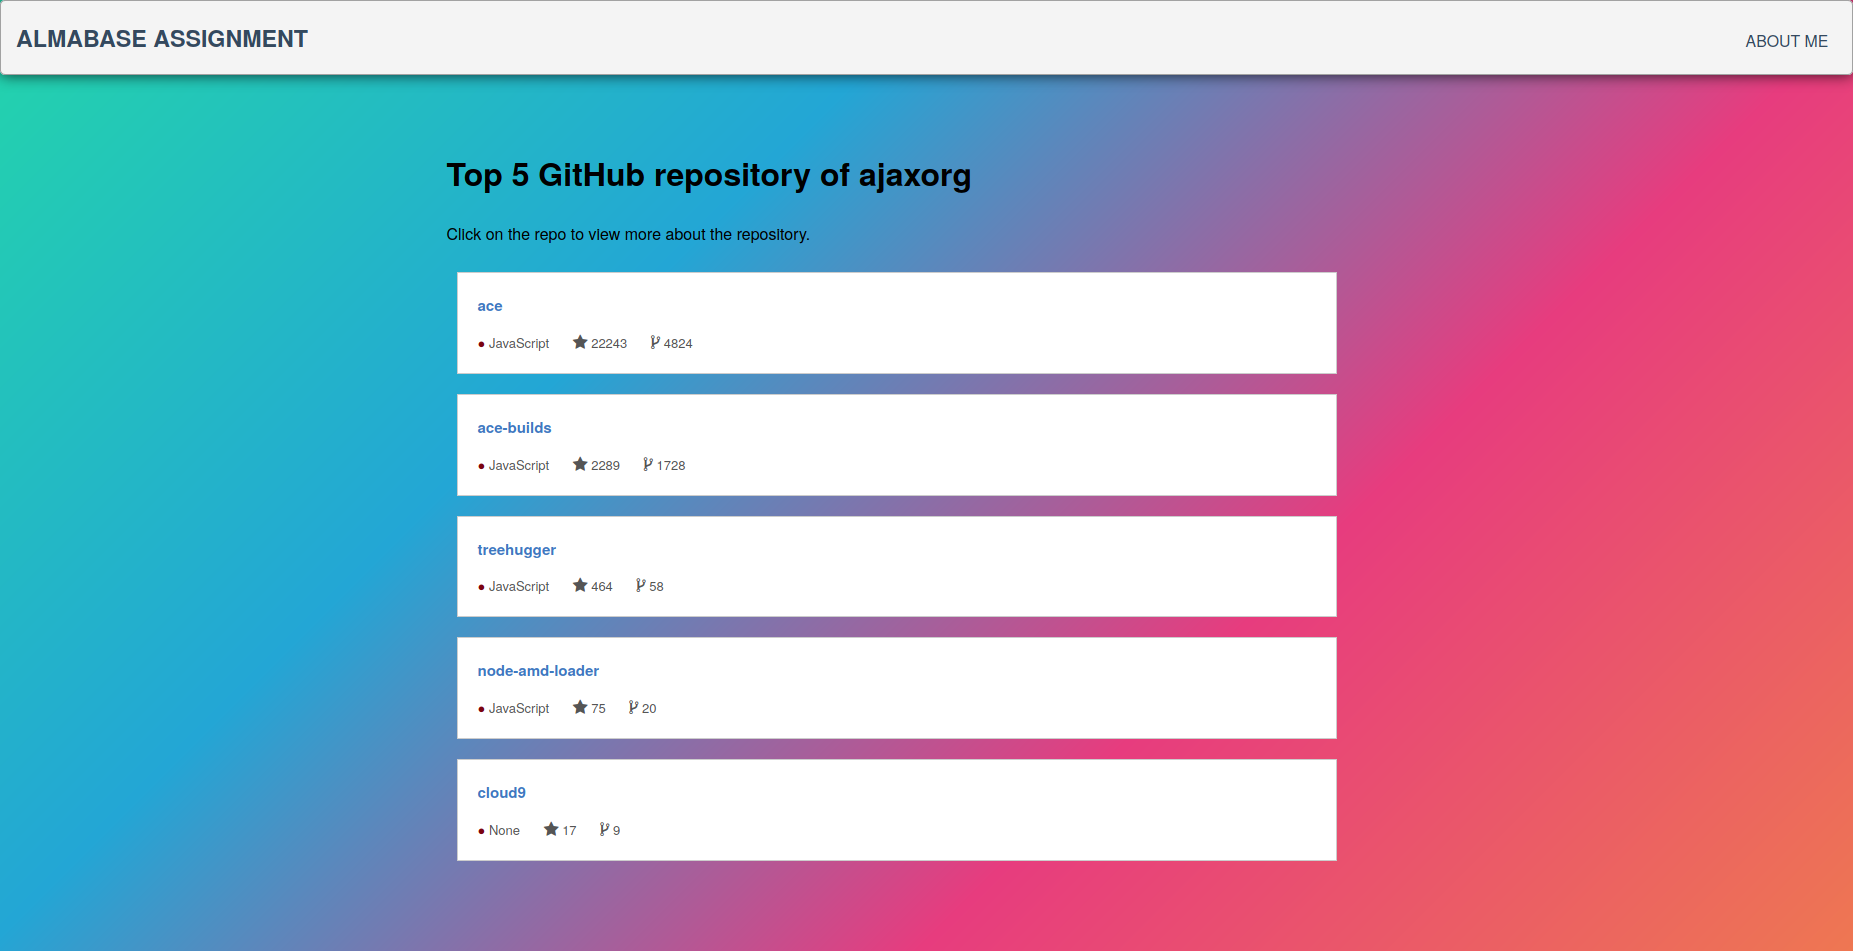 ALMABASE ASSIGNMENT
ABOUT ME
Top 5 GitHub repository of ajaxorg
Click on the repo to view more about the repository.
ace
● JavaScript 22243 4824
ace-builds
● JavaScript 2289 1728
treehugger
● JavaScript 464 58
node-amd-loader
● JavaScript 75 20
cloud9
● None 17 9